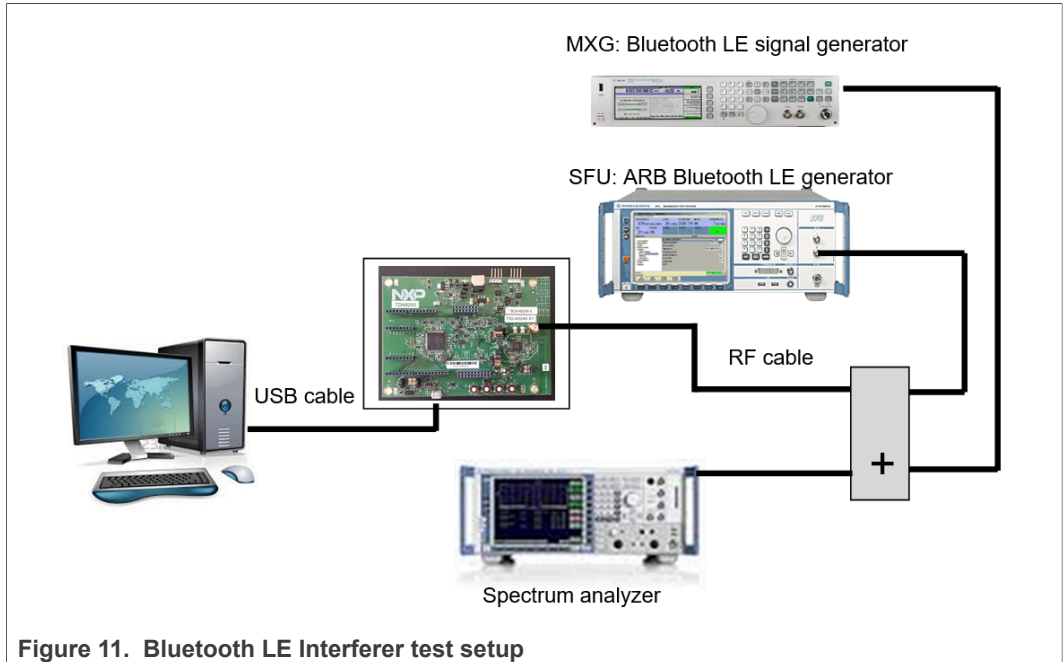 MXG: Bluetooth LE signal generator
SFU: ARB Bluetooth LE generator
NXP
RF cable
USB cable
+
Spectrum analyzer
Figure 11. Bluetooth LE Interferer test setup